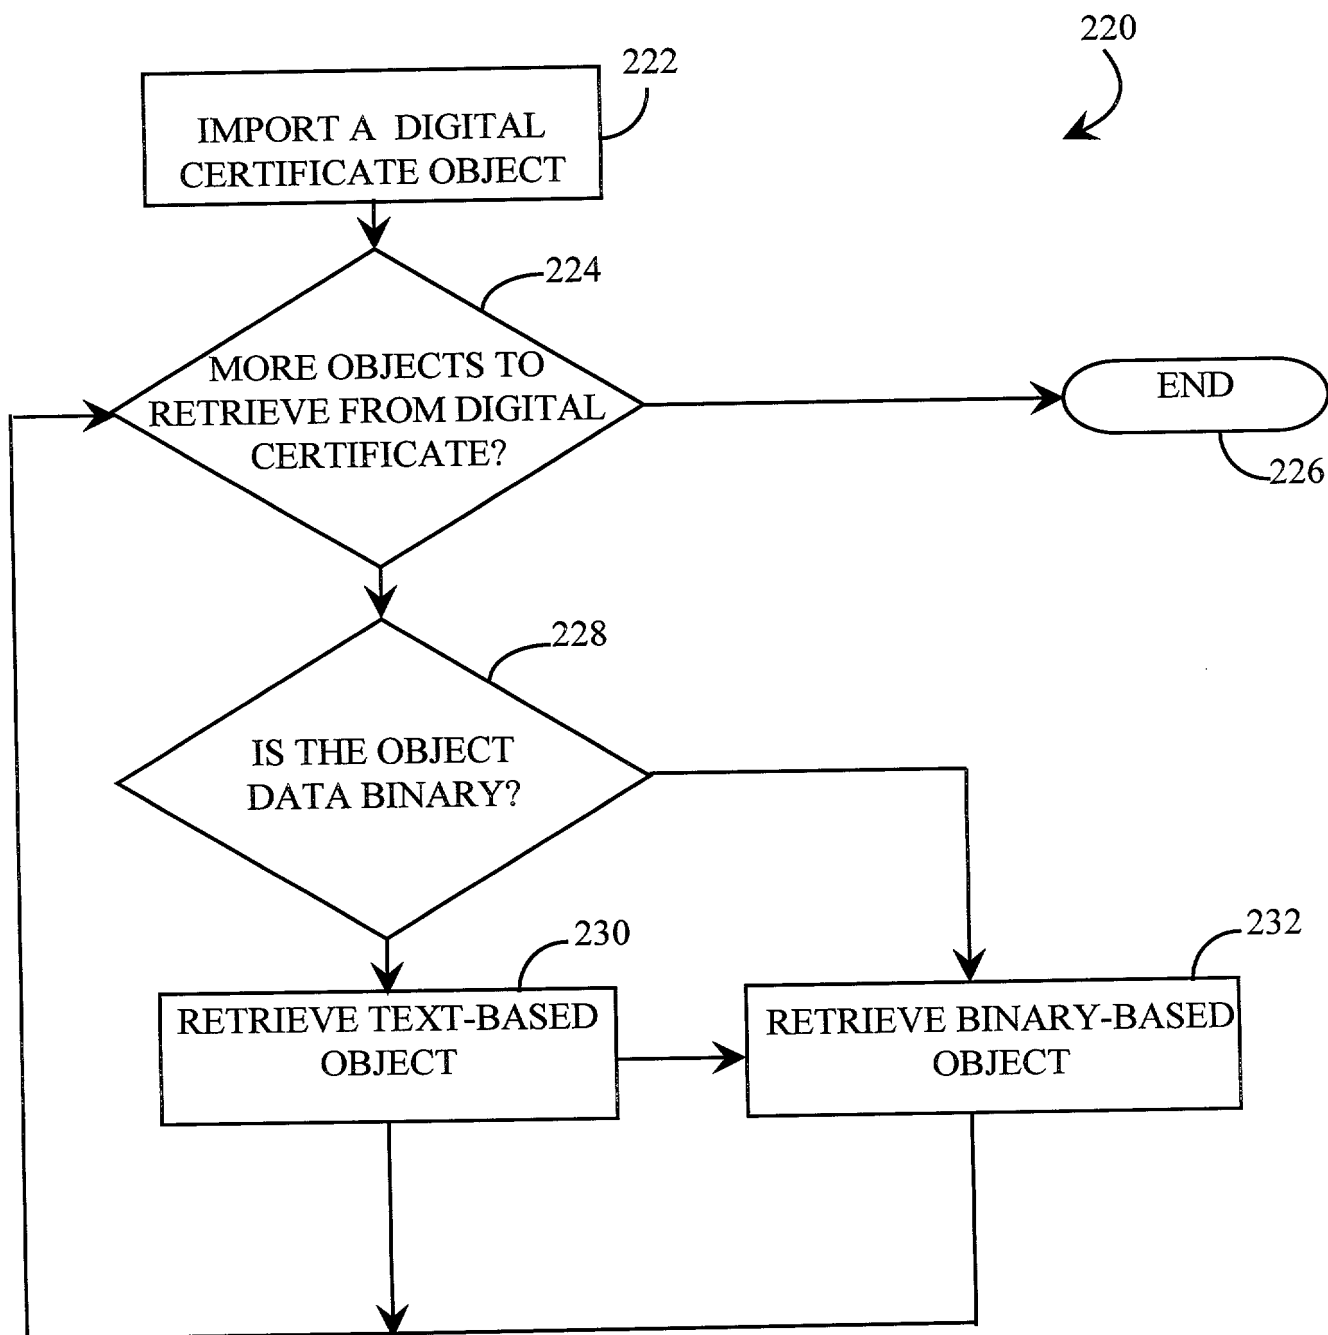 220
222
IMPORT A DIGITAL
CERTIFICATE OBJECT
224
MORE OBJECTS TO
RETRIEVE FROM DIGITAL
CERTIFICATE?
END
226
228
IS THE OBJECT
DATA BINARY?
230
232
RETRIEVE TEXT-BASED
OBJECT
RETRIEVE BINARY-BASED
OBJECT